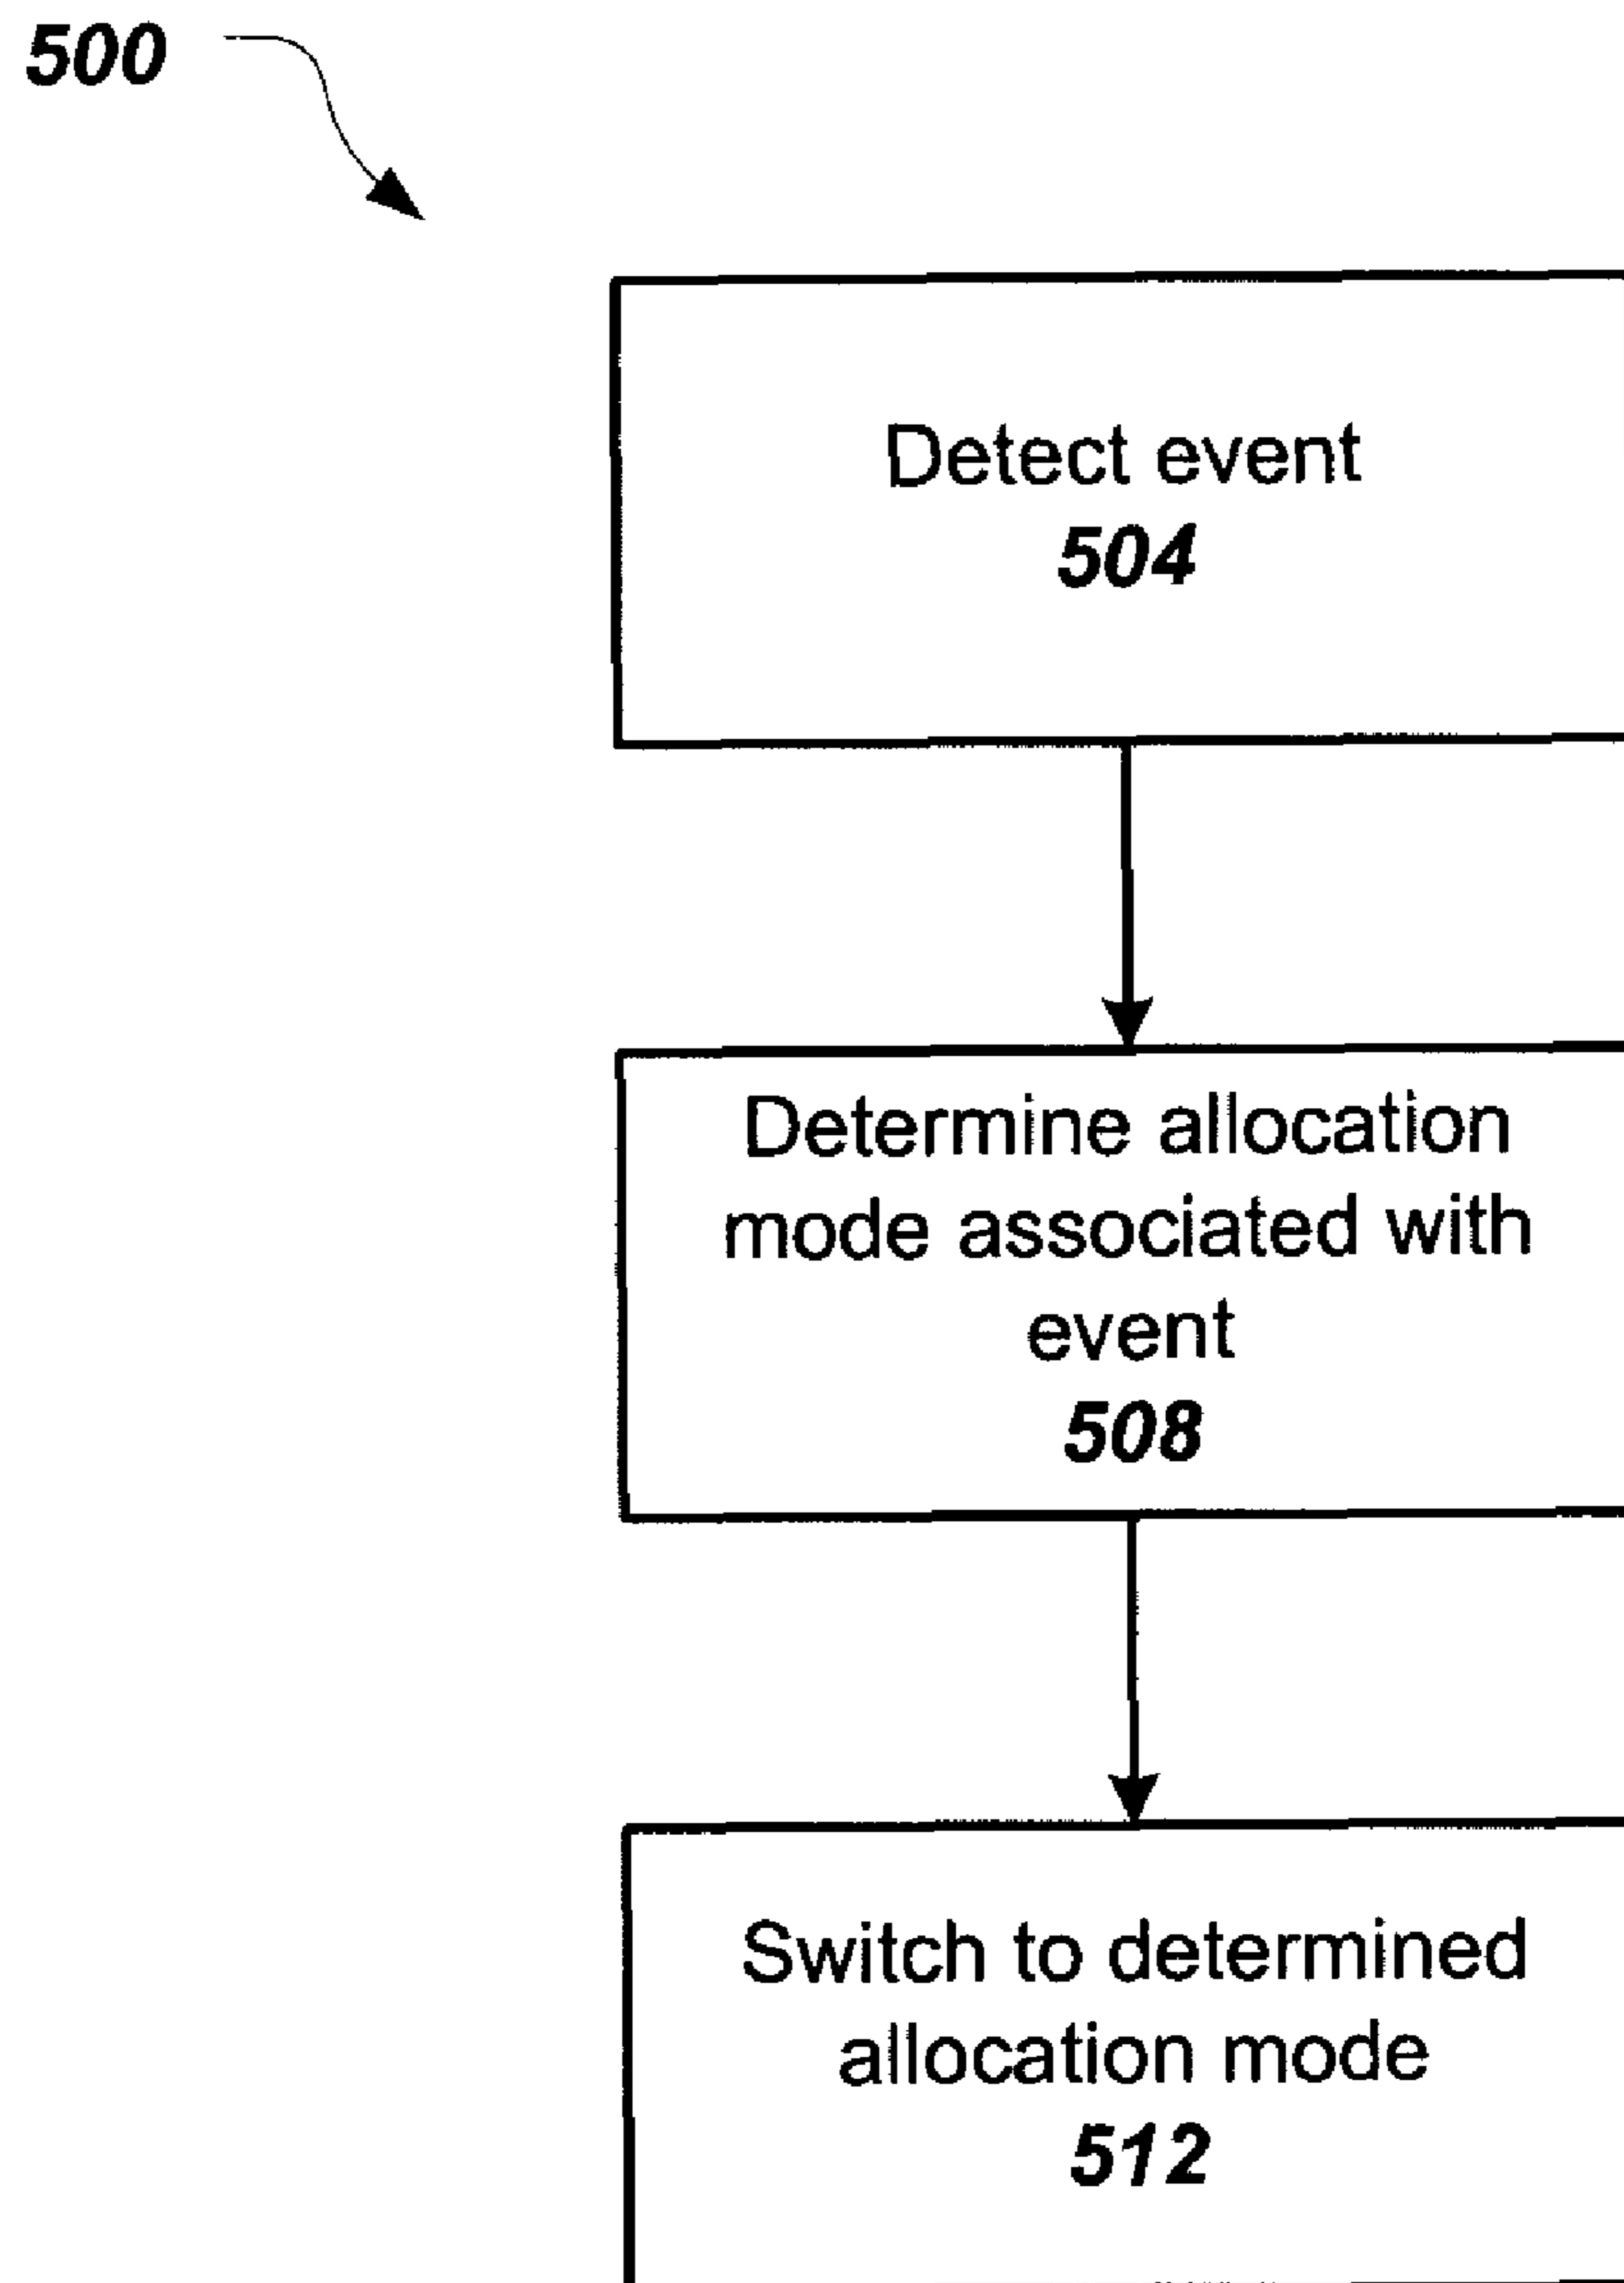 500
Detect event
504
Determine allocation
mode associated with
event
508
Switch to determined
allocation mode
512